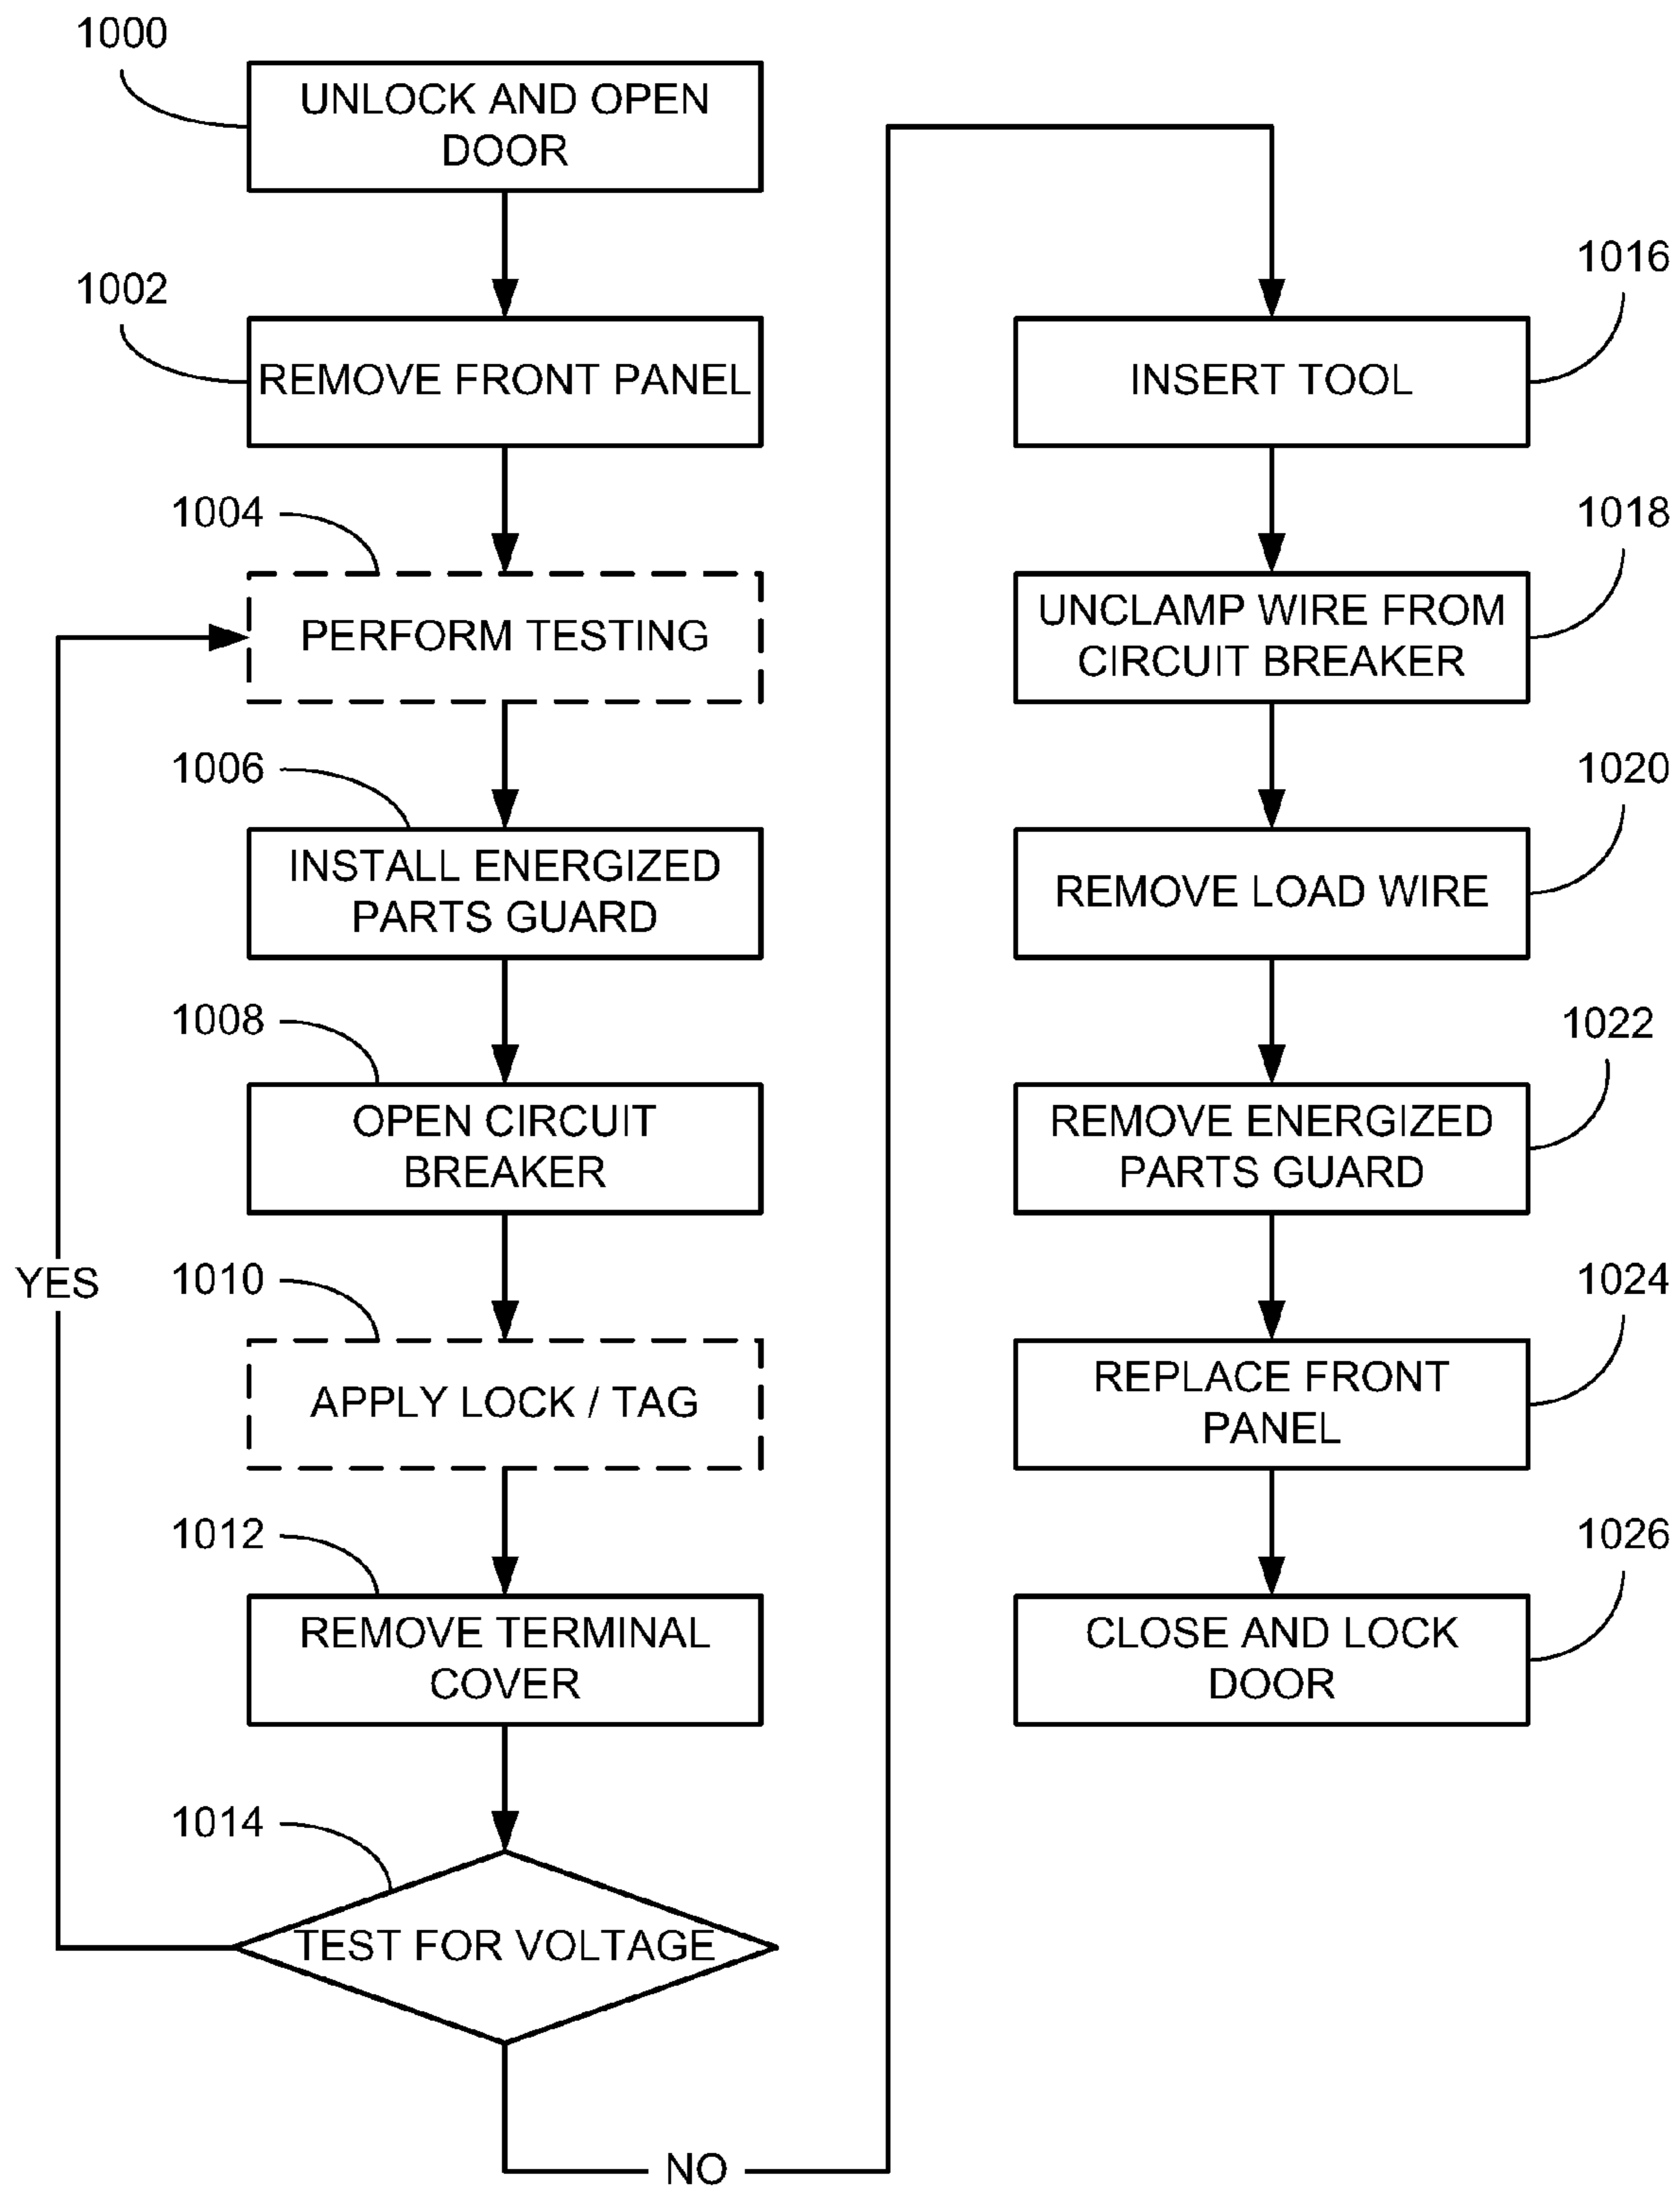 1000
UNLOCK AND OPEN
DOOR
1002
REMOVE FRONT PANEL
1004
PERFORM TESTING
1006
INSTALL ENERGIZED
PARTS GUARD
1008
OPEN CIRCUIT
BREAKER
YES
1010
APPLY LOCK / TAG
1012
REMOVE TERMINAL
COVER
1014
TEST FOR VOLTAGE
NO
1016
INSERT TOOL
1018
UNCLAMP WIRE FROM
CIRCUIT BREAKER
1020
REMOVE LOAD WIRE
1022
REMOVE ENERGIZED
PARTS GUARD
1024
REPLACE FRONT
PANEL
1026
CLOSE AND LOCK
DOOR